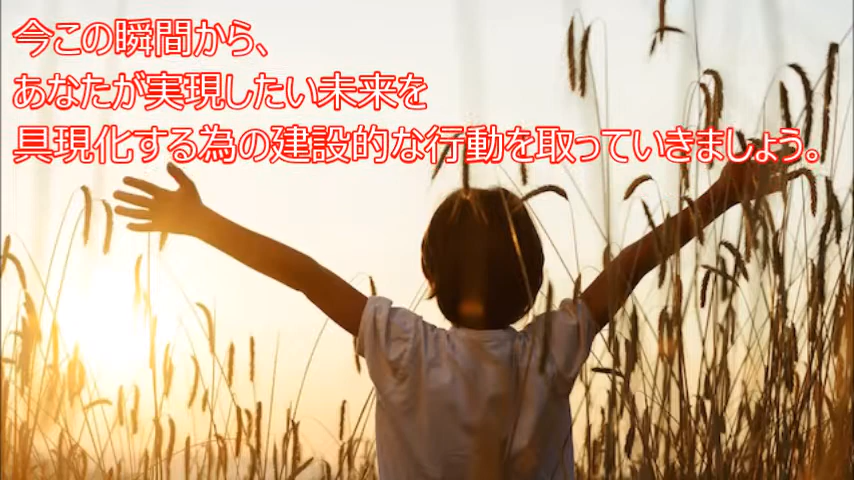 今この瞬間から、
あなたが実現したい未来を
具現化する為の建設的な行動を取っていきましょう。